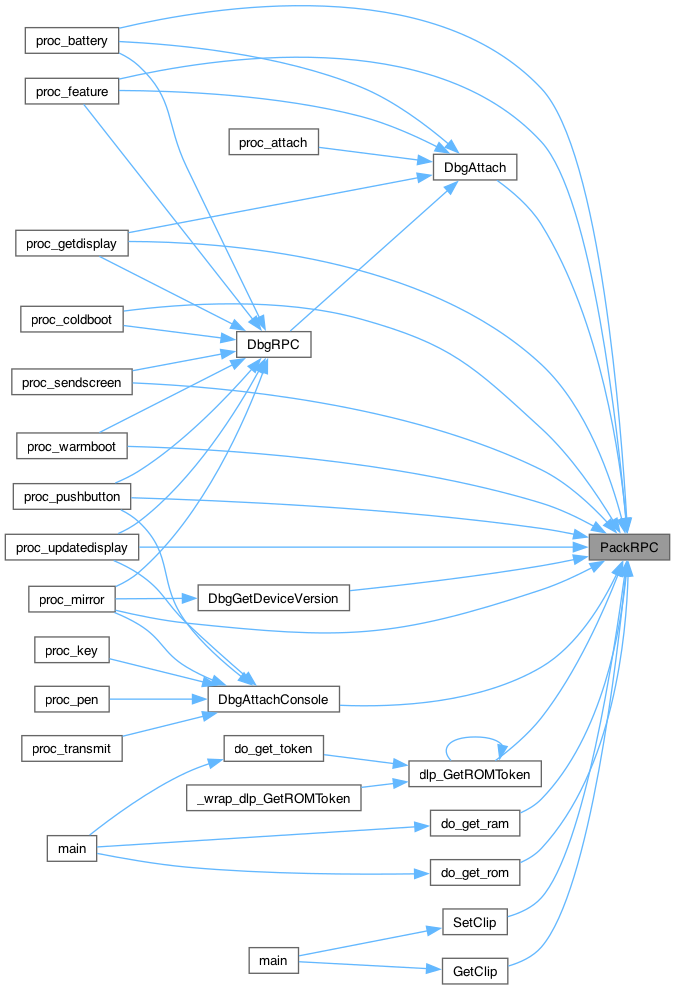 proc_battery
proc_feature
proc_attach
DbgAttach
proc_getdisplay
proc_coldboot
DbgRPC
proc_sendscreen
proc_warmboot
proc_pushbutton
proc_updatedisplay
PackRPC
proc_mirror
DbgGetDeviceVersion
proc_key
proc_pen
DbgAttachConsole
proc_transmit
do_get_token
dlp_GetROMToken
_wrap_dlp_GetROMToken
do_get_ram
main
do_get_rom
SetClip
main
GetClip